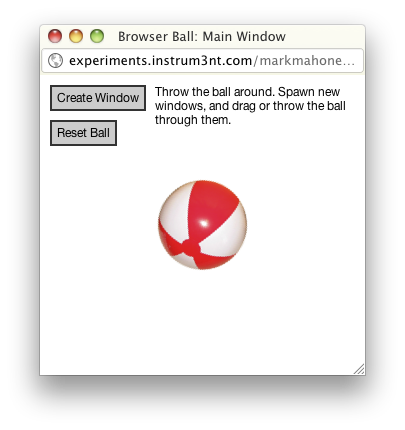 Browser Ball: Main Window
experiments.instrum3nt.com/markmahone...
Create Window
Throw the ball around. Spawn new
windows, and drag or throw the ball
through them.
Reset Ball